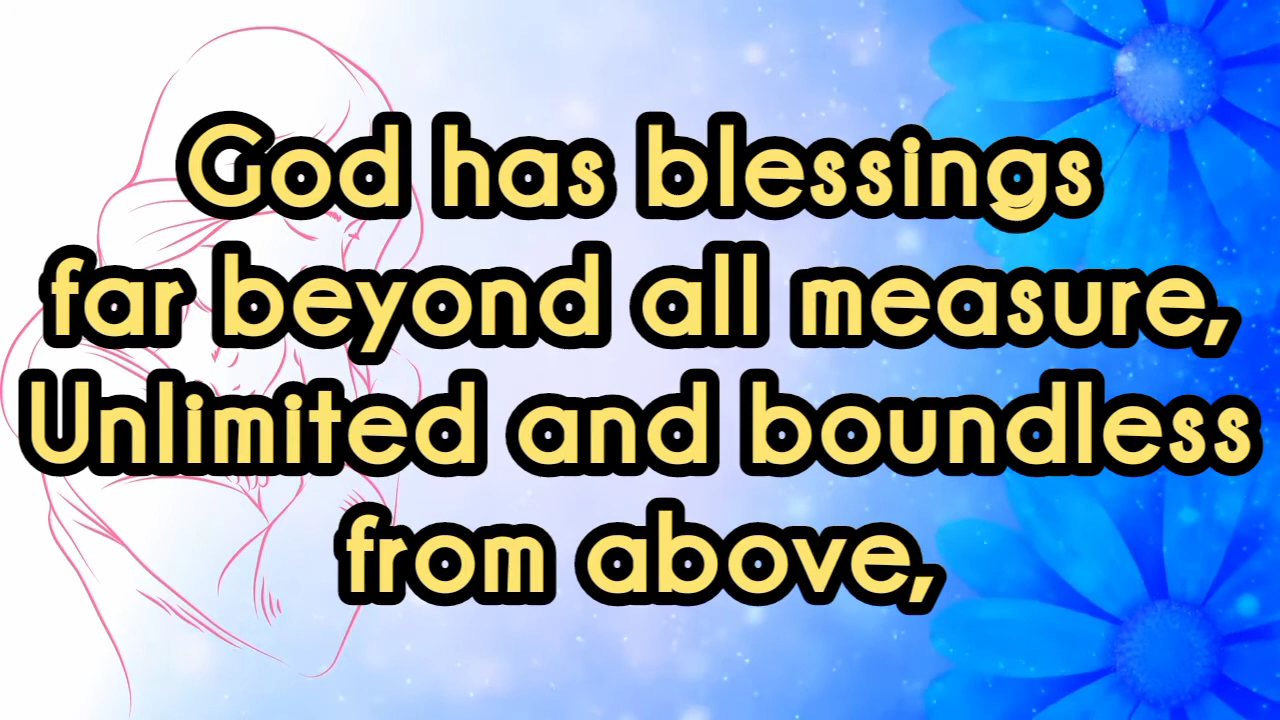 God has blessings
far beyond all measure,
Unlimited and boundless
from above,